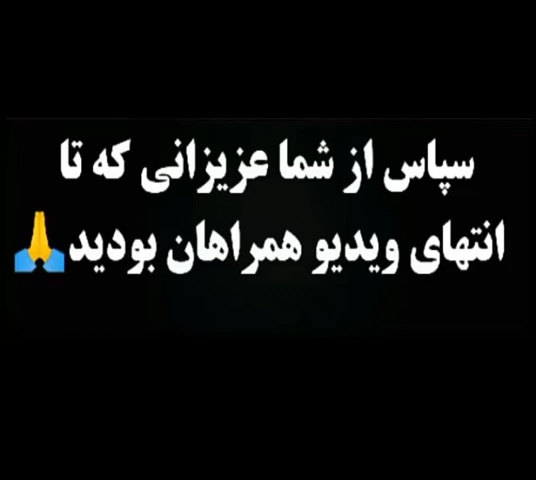 سپاس از شما عزیزانی که تا
انتهای ویدیو همراهان بودید🙏